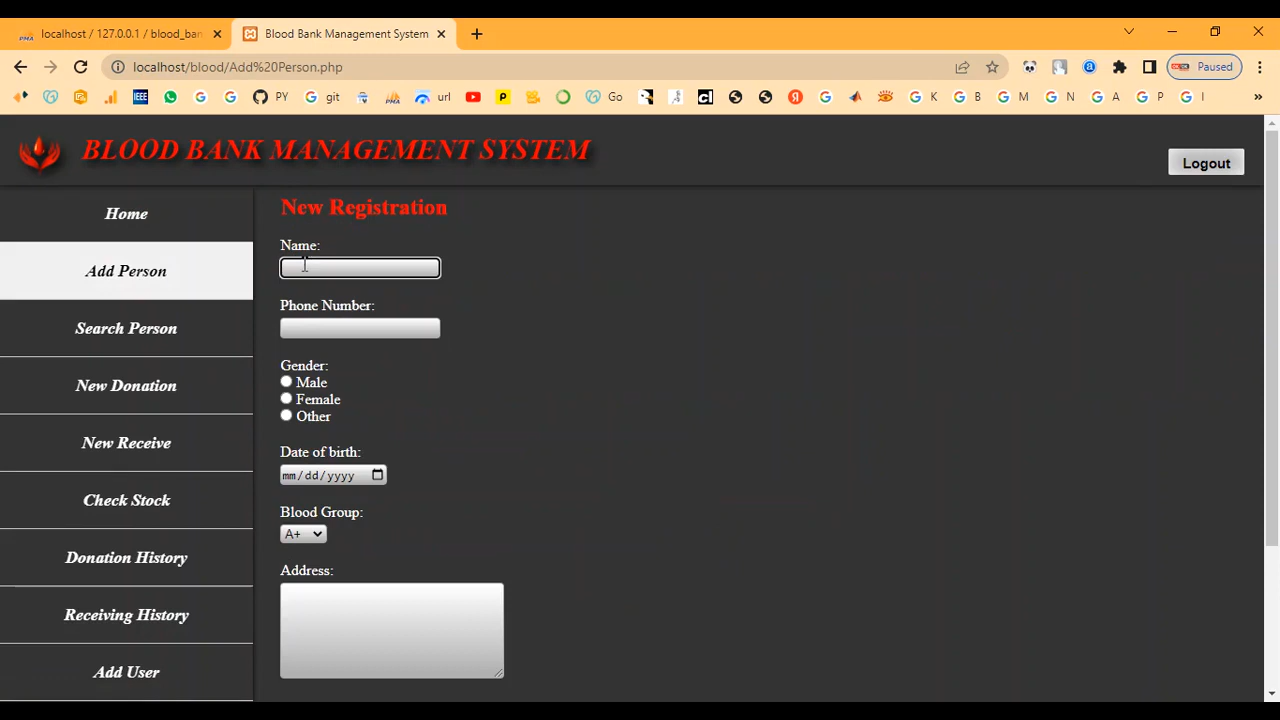 localhost / 127.0.0.1 / blood_ban
Blood Bank Management System
localhost/blood/Add%20Person.php
Paused
IEEE
PY
git
url
Go
K
B
M
N
A
P
I
BLOOD BANK MANAGEMENT SYSTEM
Logout
Home
Add Person
Search Person
New Donation
New Receive
Check Stock
Donation History
Receiving History
Add User
New Registration
Name:
Phone Number:
Gender:
Male
Female
Other
Date of birth:
mm/dd/yyyy
Blood Group:
A+
Address: